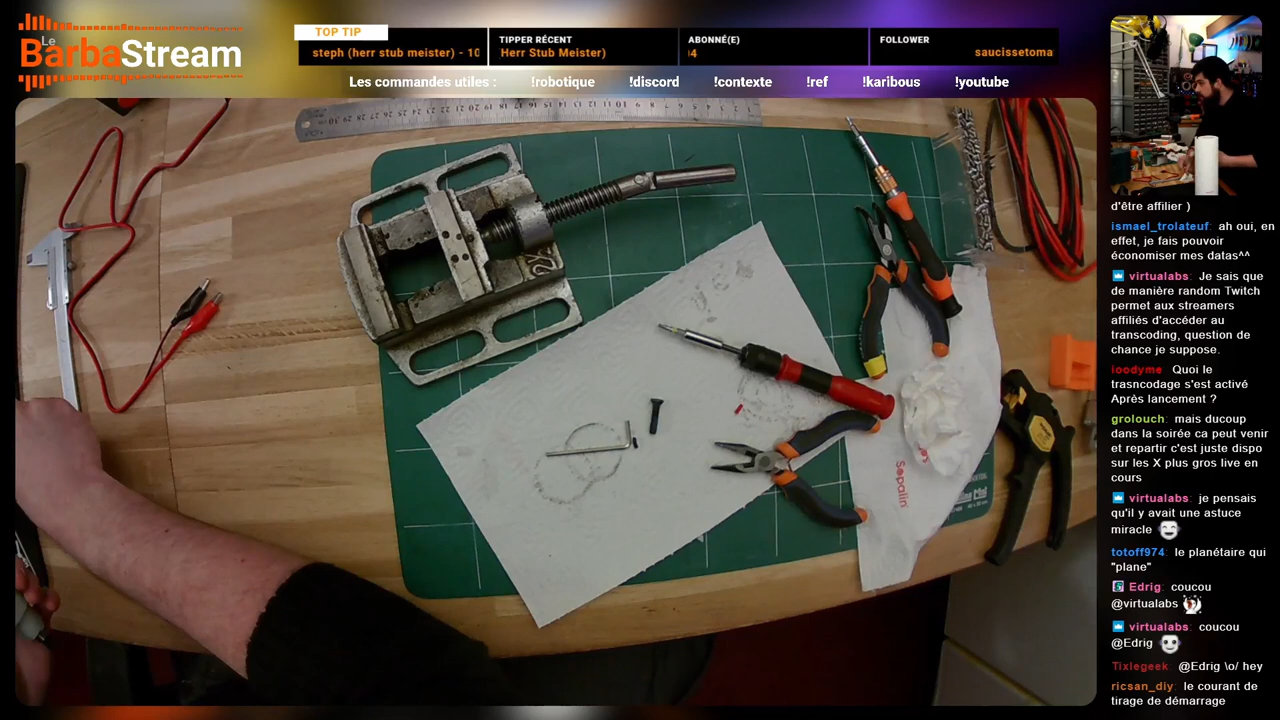 Le
BarbaStream
TOP TIP
steph (herr stub meister) - 10
TIPPER RÉCENT
Herr Stub Meister)
ABONNÉ(E)
FOLLOWER
saucissetoma
Les commandes utiles : !robotique !discord !contexte !ref !karibous !youtube
Sopalin
d'être affilier )
ismael_trolateuf: ah oui, en
effet, je fais pouvoir
économiser mes datas^^
virtualabs: Je sais que
de manière random Twitch
permet aux streamers
affiliés d'accéder au
transcoding, question de
chance je suppose.
ioodyme Quoi le
trasncodage s'est activé
Après lancement ?
grolouch: mais ducoup
dans la soirée ca peut venir
et repartir c'est juste dispo
sur les X plus gros live en
cours
virtualabs: je pensais
qu'il y avait une astuce
miracle
totoff974: le planétaire qui
"plane"
Edrig: coucou
@virtualabs
virtualabs: coucou
@Edrig
Tixlegeek: @Edrig \o/ hey
ricsan_diy: le courant de
tirage de démarrage